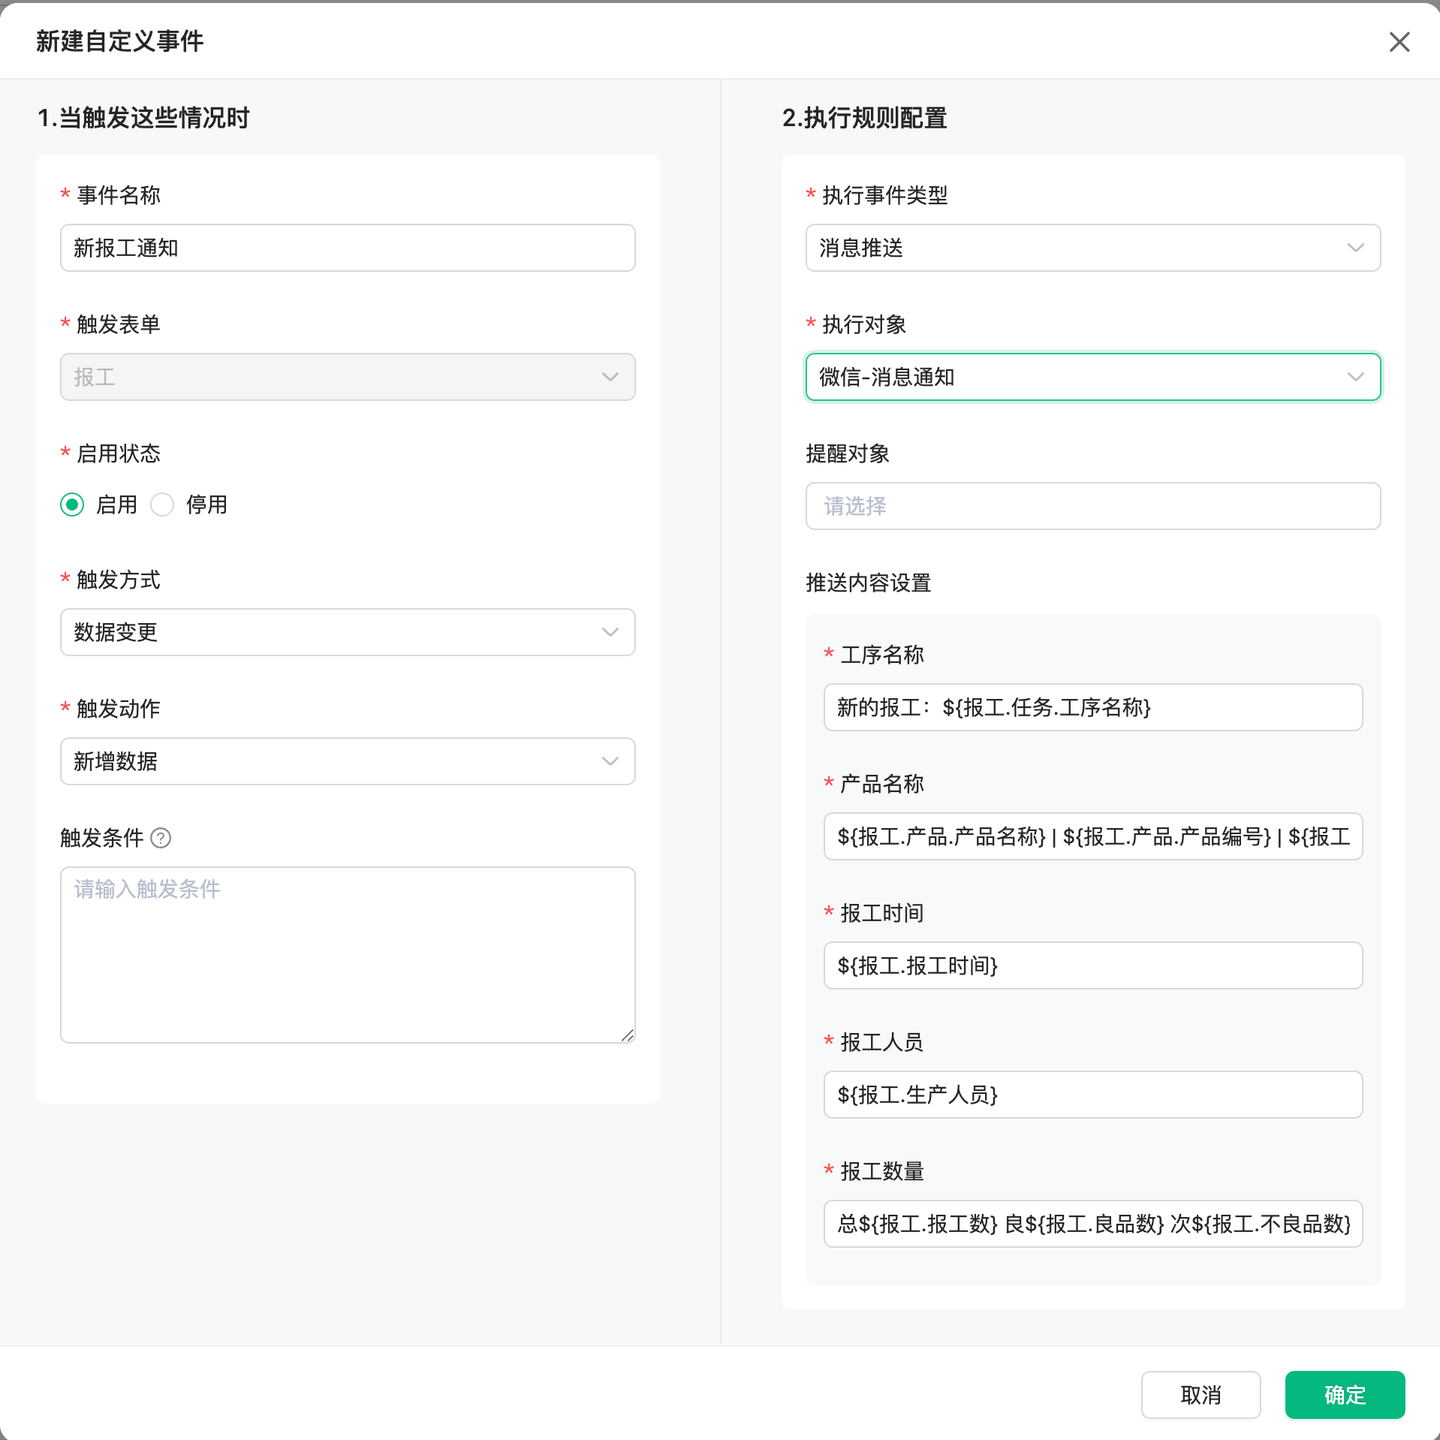 新建自定义事件
1.当触发这些情况时
* 事件名称
新报工通知
* 触发表单
报工
* 启用状态
启用 停用
* 触发方式
数据变更
* 触发动作
新增数据
触发条件 ?
请输入触发条件
2.执行规则配置
* 执行事件类型
消息推送
* 执行对象
微信-消息通知
提醒对象
请选择
推送内容设置
* 工序名称
新的报工：${报工.任务.工序名称}
* 产品名称
${报工.产品.产品名称} | ${报工.产品.产品编号} | ${报工
* 报工时间
${报工.报工时间}
* 报工人员
${报工.生产人员}
* 报工数量
总${报工.报工数} 良${报工.良品数} 次${报工.不良品数}
取消 确定